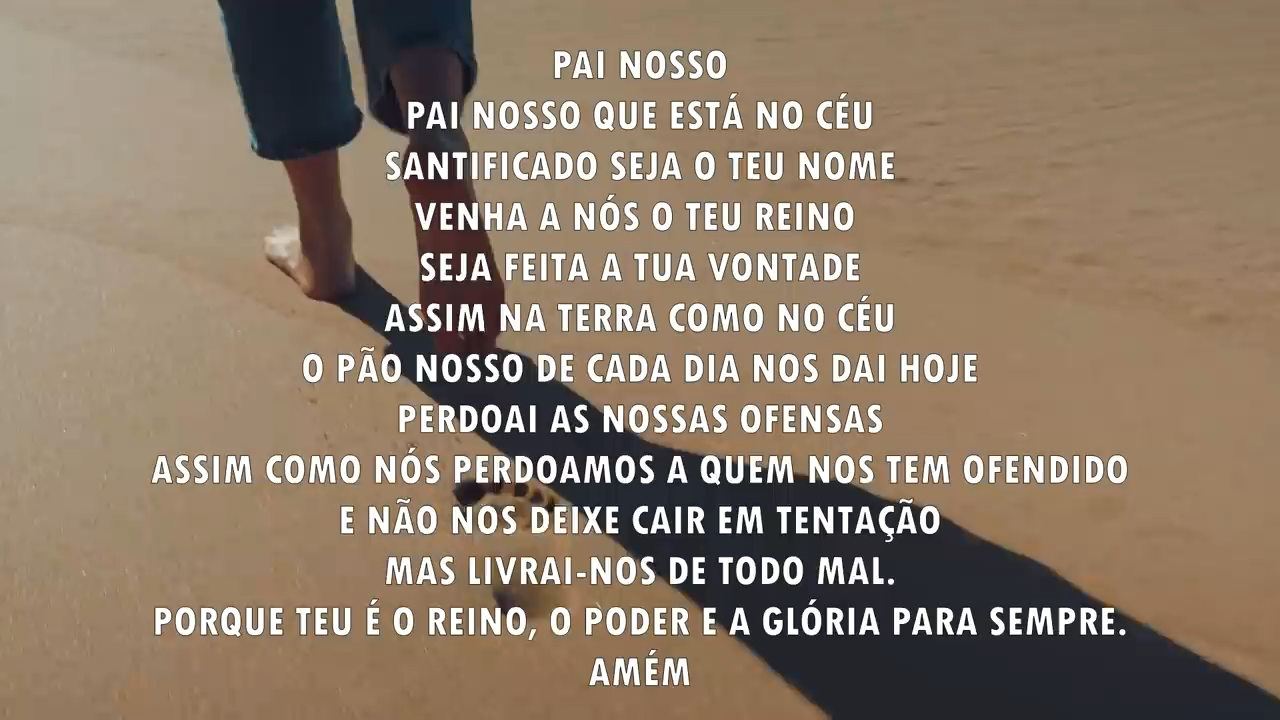 PAI NOSSO
PAI NOSSO QUE ESTÁ NO CÉU
SANTIFICADO SEJA O TEU NOME
VENHA A NÓS O TEU REINO
SEJA FEITA A TUA VONTADE
ASSIM NA TERRA COMO NO CÉU
O PÃO NOSSO DE CADA DIA NOS DAI HOJE
PERDOAI AS NOSSAS OFENSAS
ASSIM COMO NÓS PERDOAMOS A QUEM NOS TEM OFENDIDO
E NÃO NOS DEIXE CAIR EM TENTAÇÃO
MAS LIVRAI-NOS DE TODO MAL.
PORQUE TEU É O REINO, O PODER E A GLÓRIA PARA SEMPRE.
AMÉM